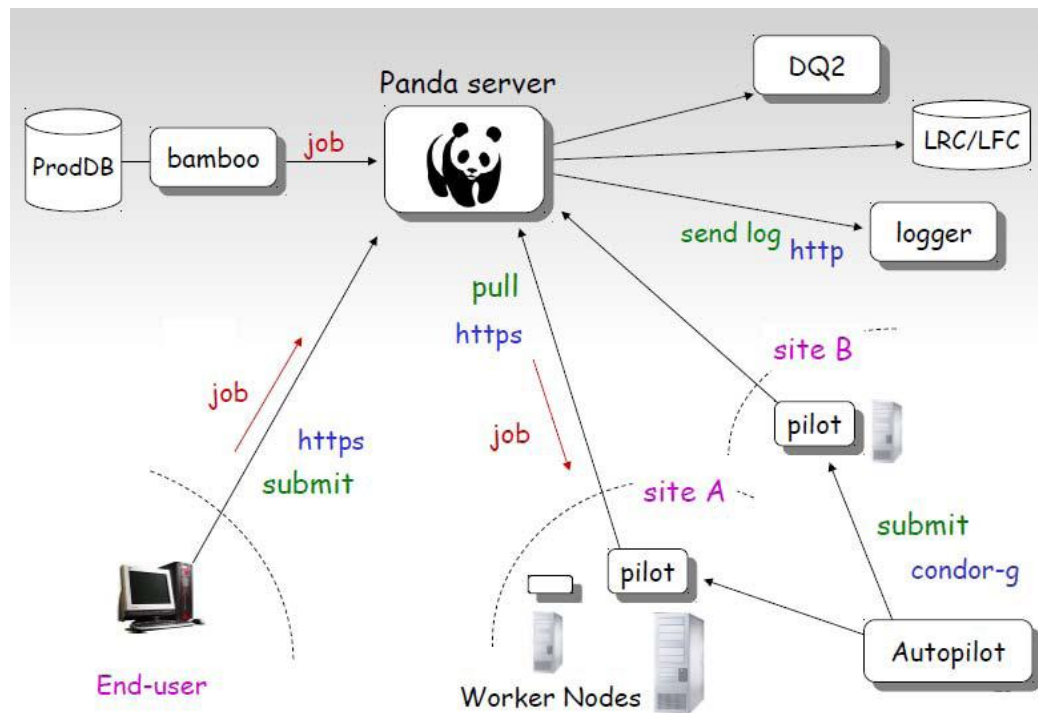 Panda server
DQ2
LRC/LFC
ProdDB
bamboo
job
send log
http
logger
pull
https
site B
job
job
pilot
https
submit
site A
submit
condor-g
pilot
Autopilot
End-user
Worker Nodes